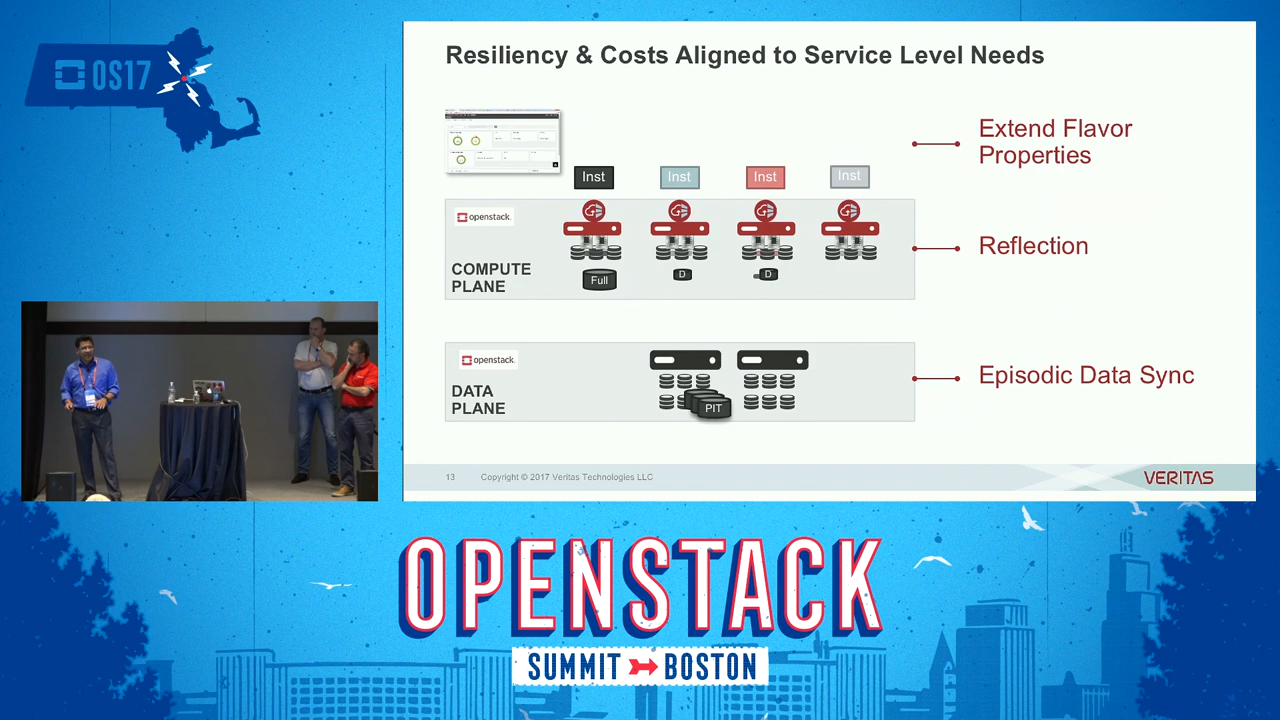 OS17
Resiliency & Costs Aligned to Service Level Needs
Extend Flavor
Properties
Inst
Inst
Inst
Inst
openstack.
COMPUTE
PLANE
Full
D
D
Reflection
openstack.
DATA
PLANE
PIT
Episodic Data Sync
13
Copyright © 2017 Veritas Technologies LLC
VERITAS
OPENSTACK
SUMMIT BOSTON